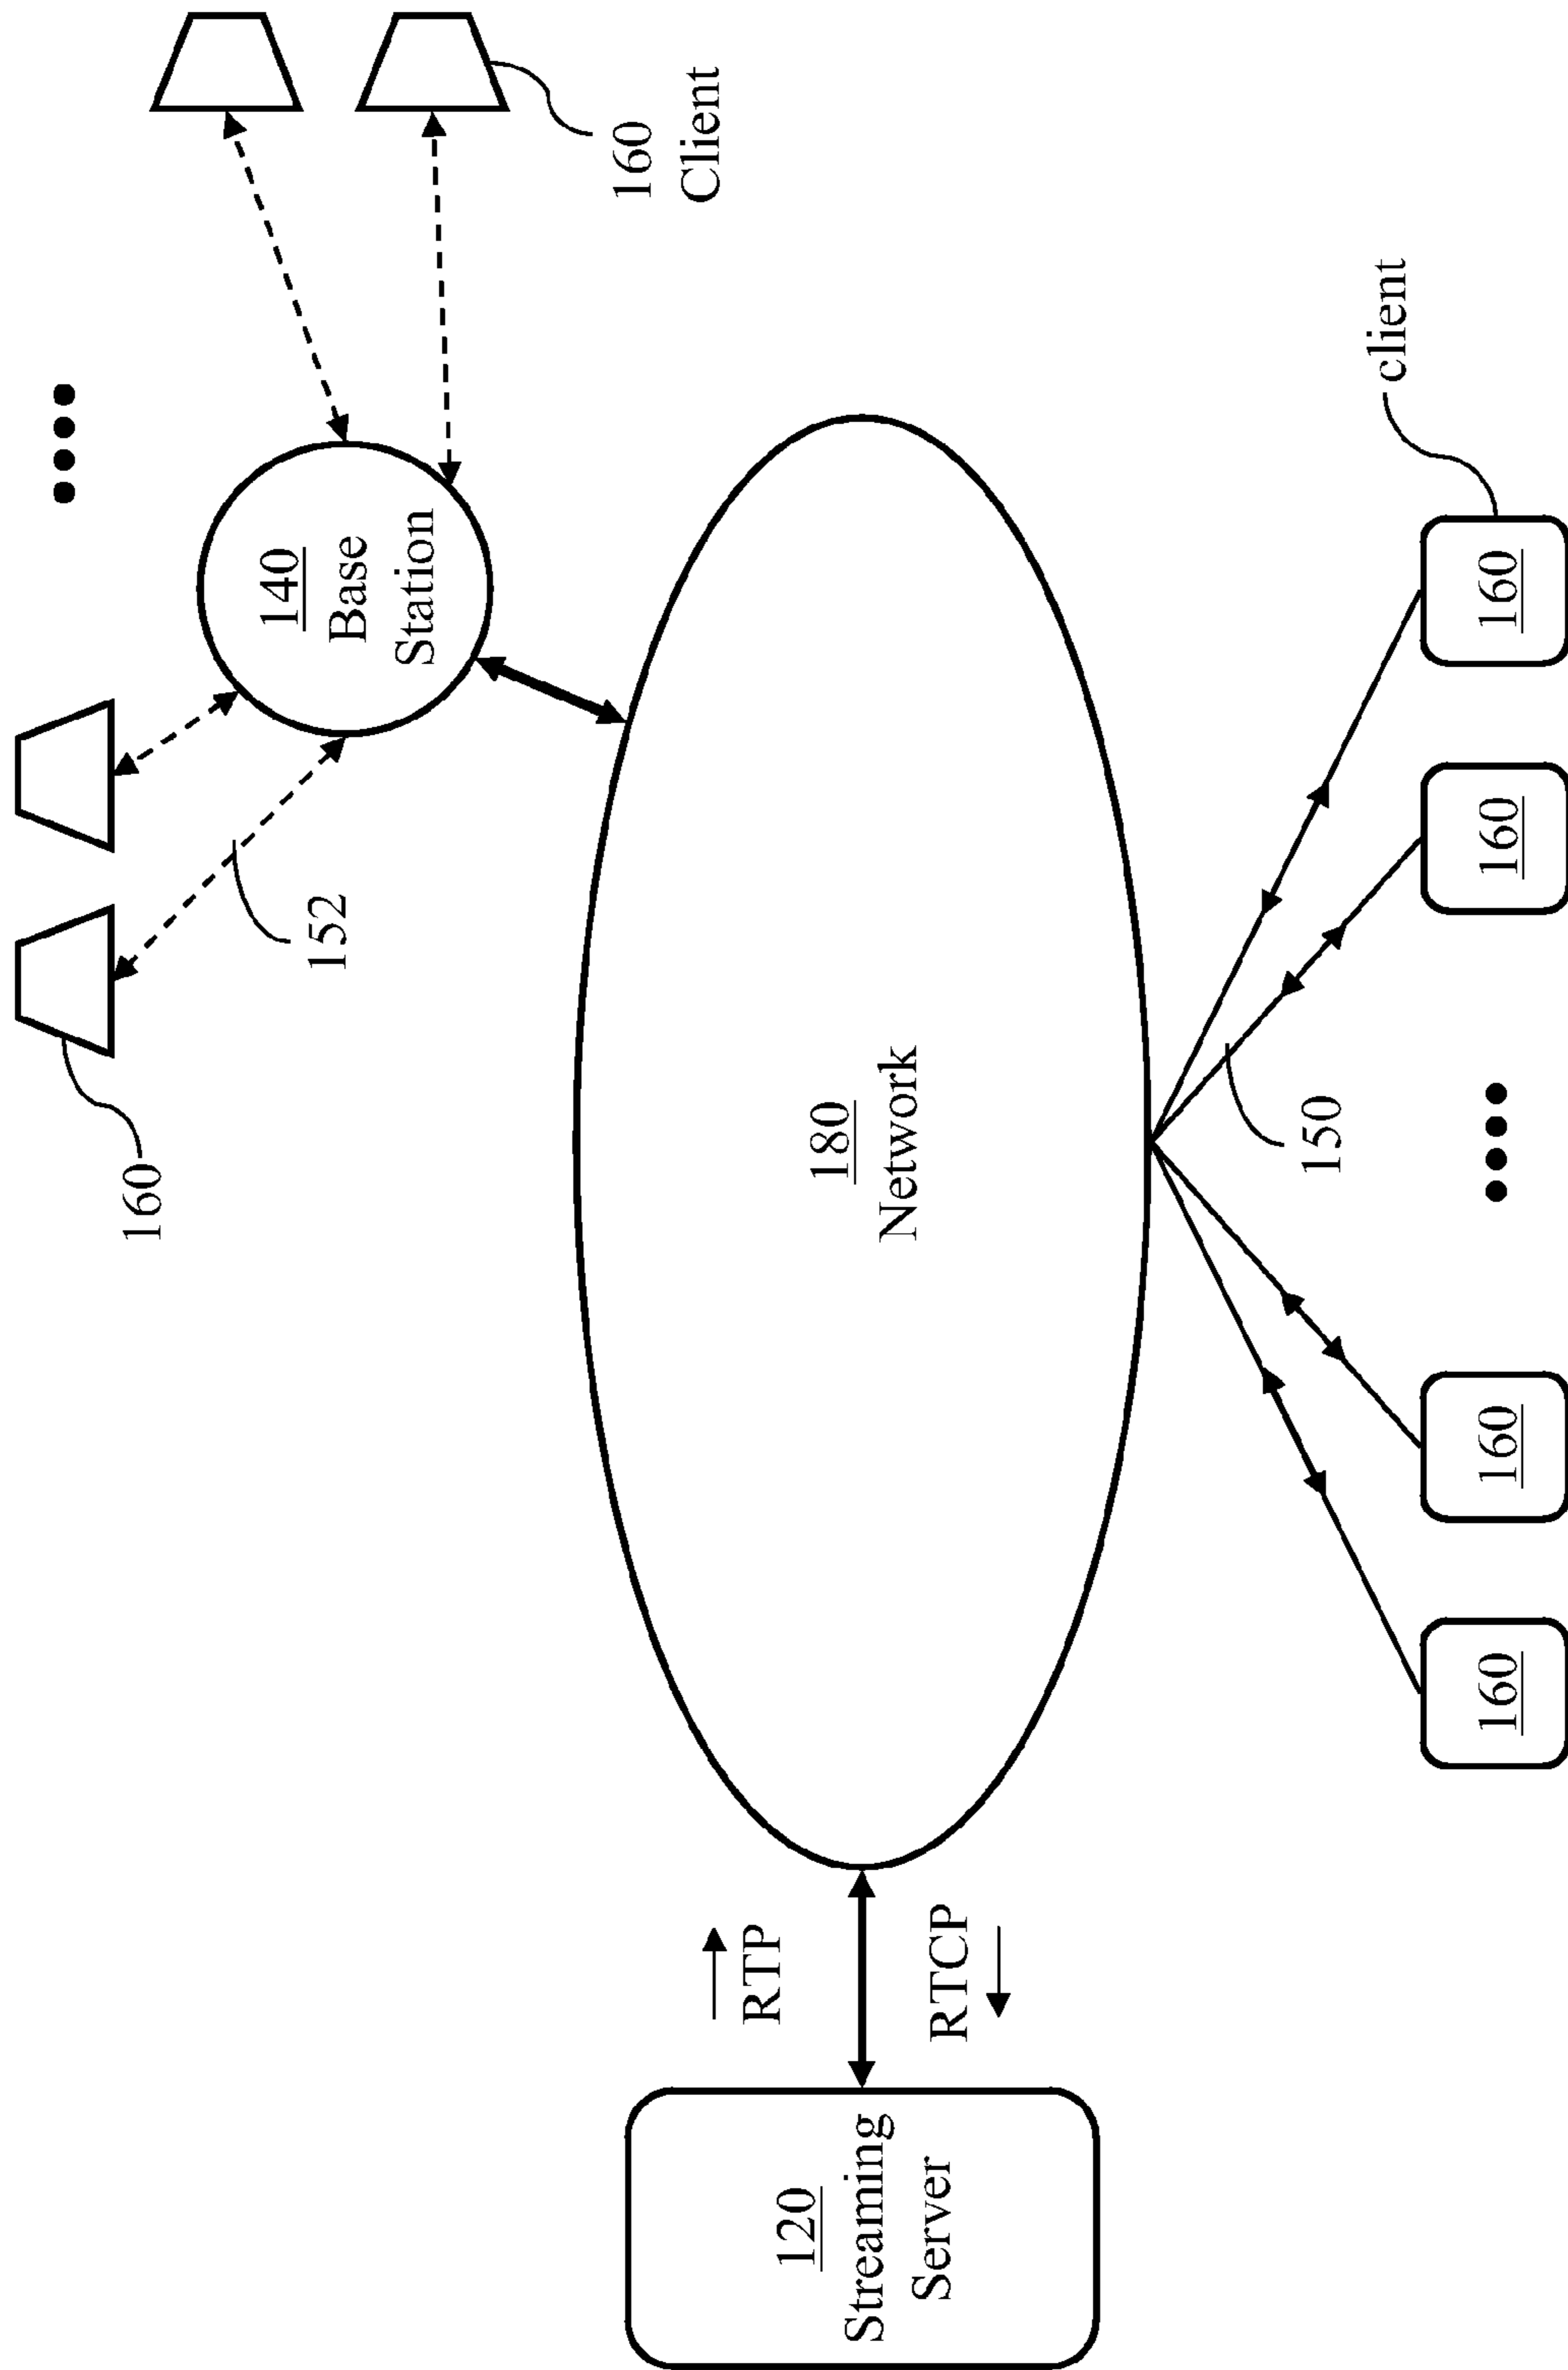 160
152
140
Base
Station
160
Client
120
Streaming
Server
RTP
RTCP
180
Network
150
client
160
160
160
160